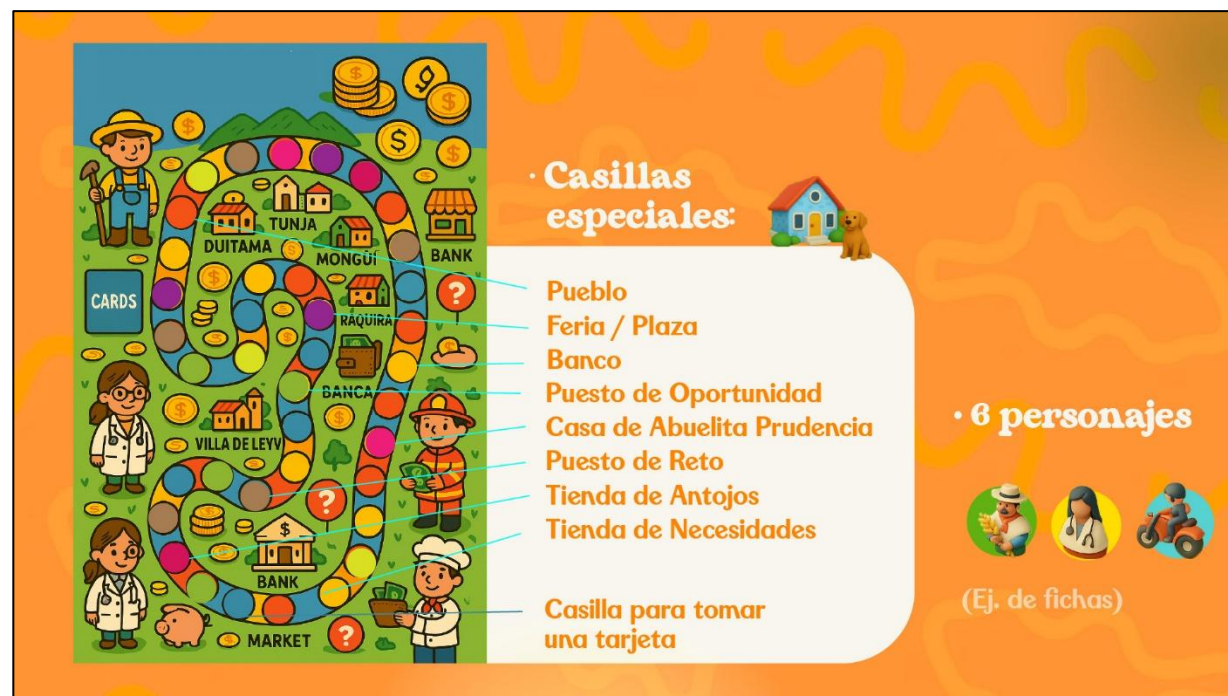 TUNJA
DUITAMA
MONGÜÍ
BANK
CARDS
?
RÁQUIRA
BANCA
VILLA DE LEYV
?
BANK
MARKET
?
· Casillas
especiales:
Pueblo
Feria / Plaza
Banco
Puesto de Oportunidad
Casa de Abuelita Prudencia
Puesto de Reto
Tienda de Antojos
Tienda de Necesidades
Casilla para tomar
una tarjeta
· 6 personajes
(Ej. de fichas)